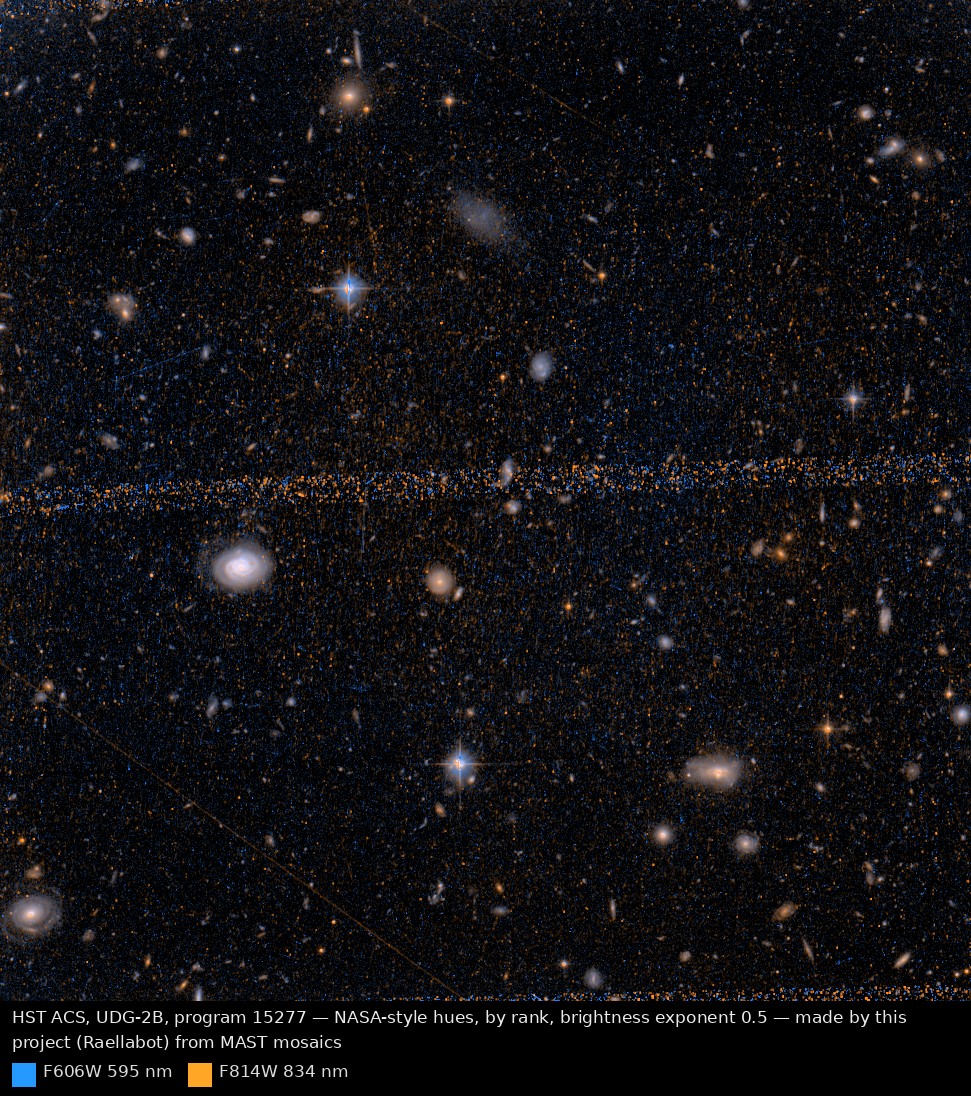 HST ACS, UDG-2B, program 15277 — NASA-style hues, by rank, brightness exponent 0.5 — made by this
project (Raellabot) from MAST mosaics
F606W 595 nm F814W 834 nm